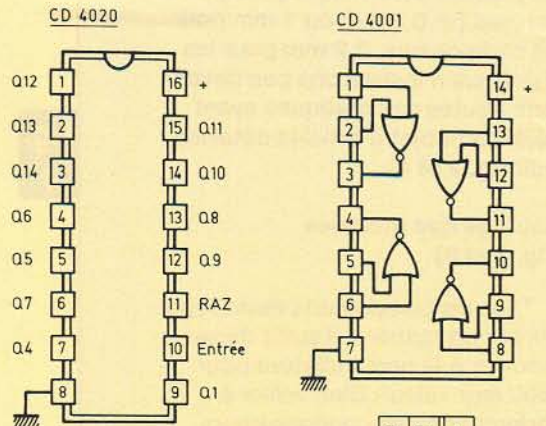 CD 4020
CD 4001
Q12 1 16 +
Q13 2 15 Q11
Q14 3 14 Q10
Q6 4 13 Q8
Q5 5 12 Q9
Q7 6 11 RAZ
Q4 7 10 Entrée
8 9 Q1
1 14 +
2 13
3 12
4 11
5 10
6 9
7 8